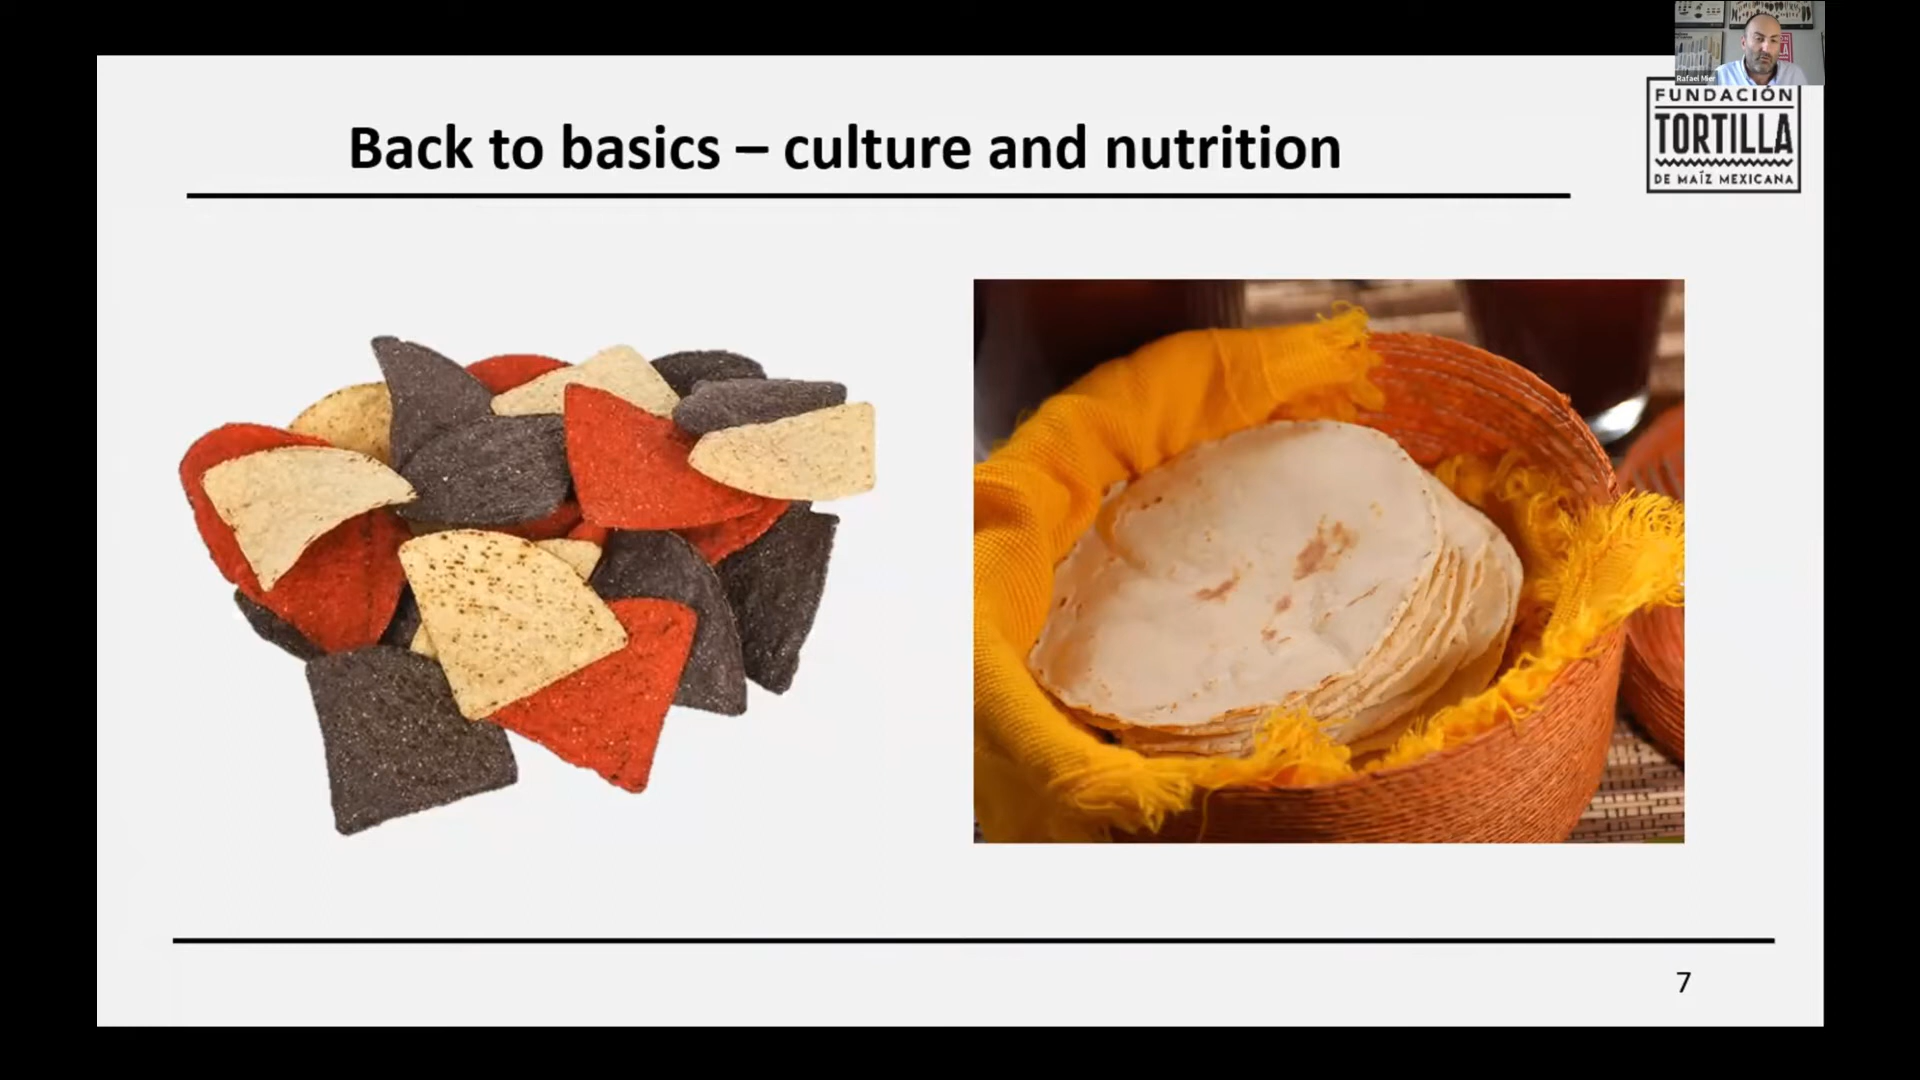 Rafael Mier
Back to basics – culture and nutrition
FUNDACIÓN
TORTILLA
DE MAÍZ MEXICANA
7